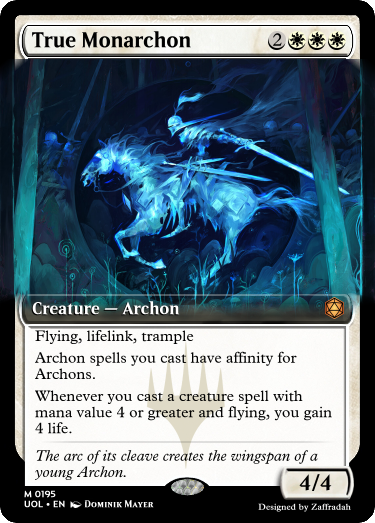 True Monarchon 2
Creature — Archon
Flying, lifelink, trample
Archon spells you cast have affinity for
Archons.
Whenever you cast a creature spell with
mana value 4 or greater and flying, you gain
4 life.
The arc of its cleave creates the wingspan of a
young Archon.
4/4
M 0195
UOL • EN Dominik Mayer
Designed by Zaffradah